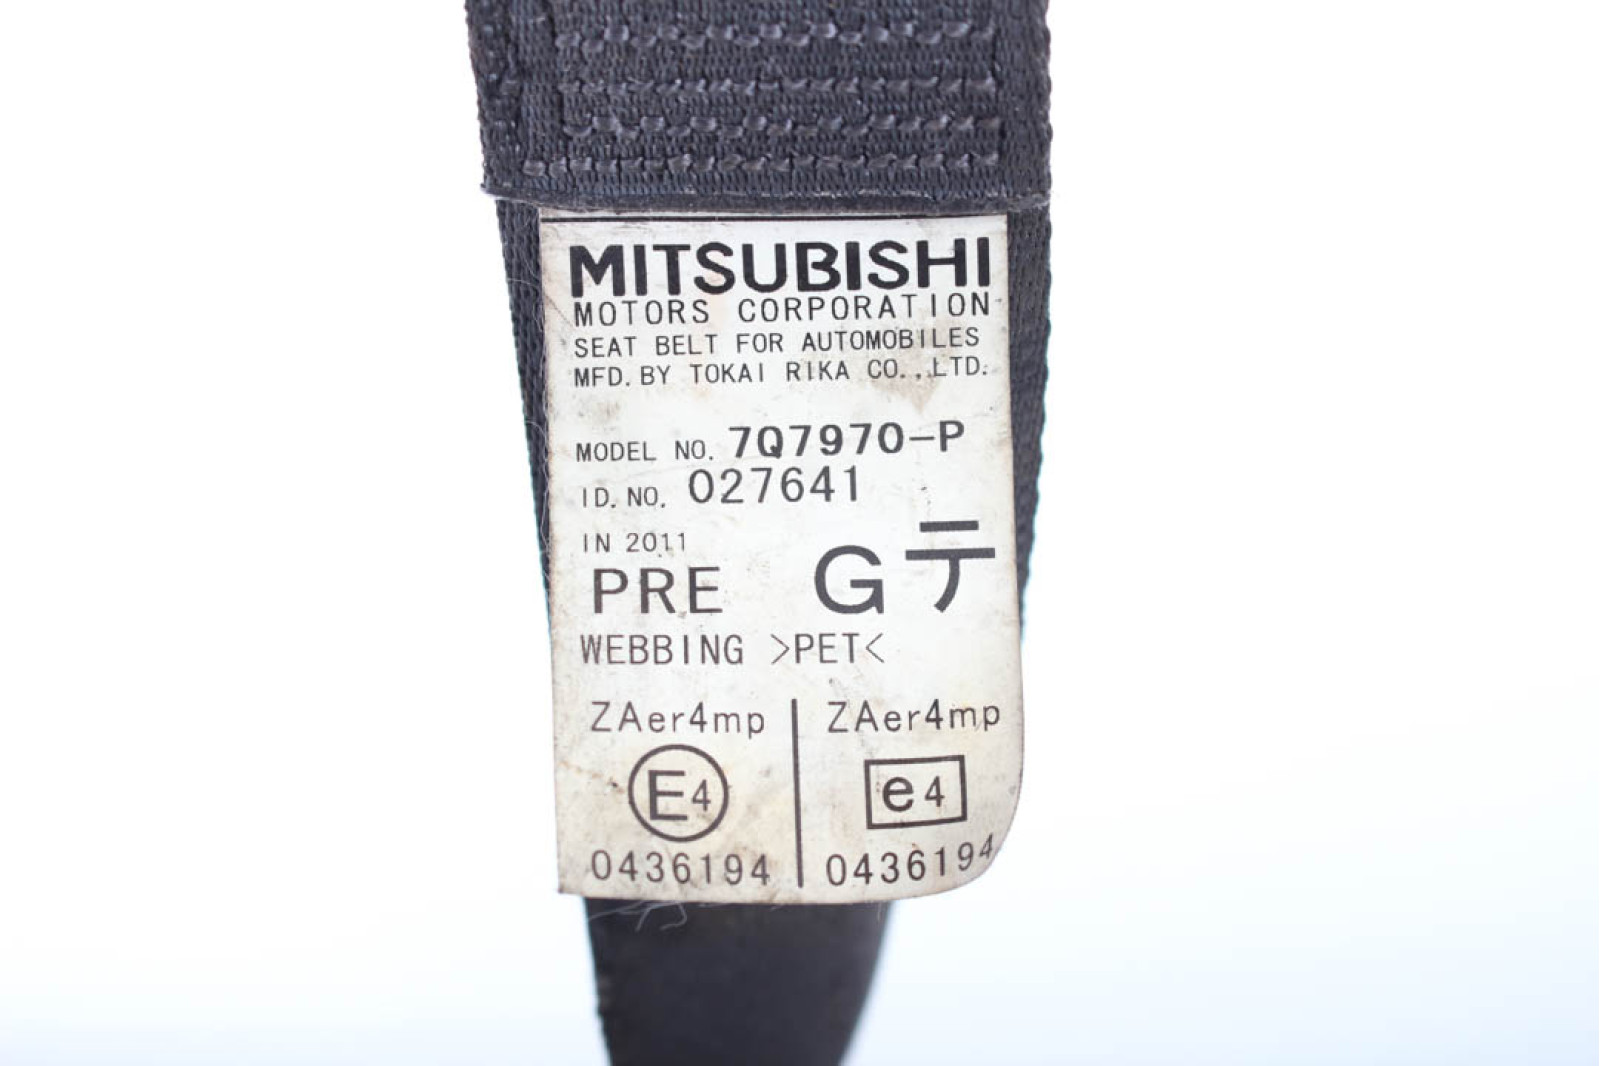 MITSUBISHI
MOTORS CORPORATION
SEAT BELT FOR AUTOMOBILES
MFD. BY TOKAI RIKA CO., LTD.
MODEL NO. 7Q7970-P
ID. NO. 027641
IN 2011
PRE G テ
WEBBING >PET<
ZAer4mp ZAer4mp
E4 e4
0436194 0436194